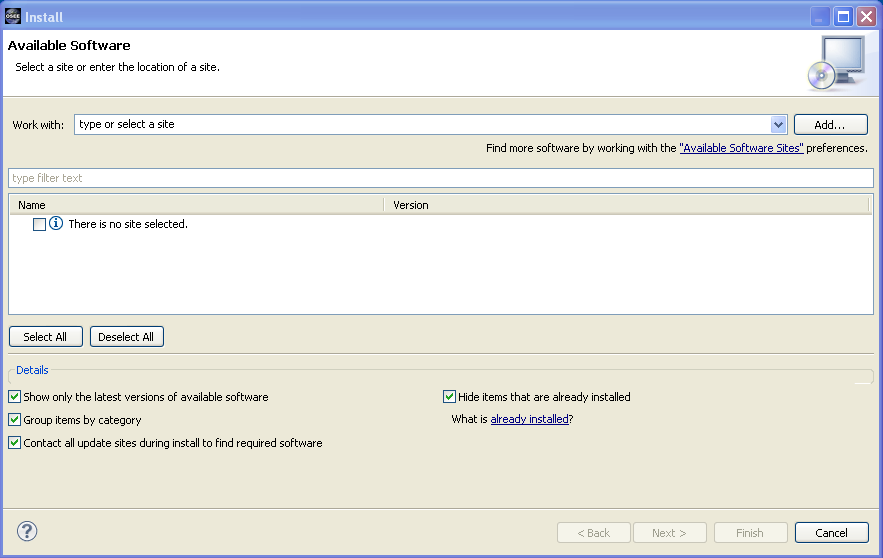 OSEE Install
Available Software
Select a site or enter the location of a site.
Work with: type or select a site Add...
Find more software by working with the "Available Software Sites" preferences.
type filter text
Name Version
There is no site selected.
Select All Deselect All
Details
Show only the latest versions of available software Hide items that are already installed
Group items by category What is already installed?
Contact all update sites during install to find required software
? < Back Next > Finish Cancel